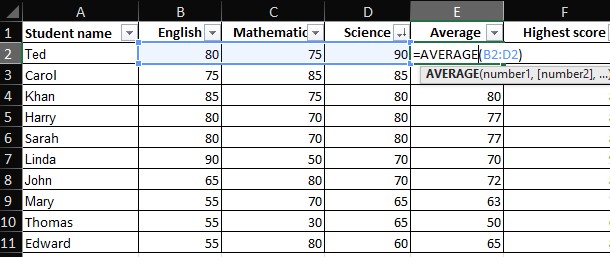 A B C D E F
1 Student name English Mathematic Science Average Highest score
2 Ted 80 75 90 =AVERAGE(B2:D2)
3 Carol 75 85 85 AVERAGE(number1, [number2], ...)
4 Khan 85 75 80 80
5 Harry 80 70 80 77
6 Sarah 80 70 80 77
7 Linda 90 50 70 70
8 John 65 80 70 72
9 Mary 55 70 65 63
10 Thomas 55 30 65 50
11 Edward 55 80 60 65